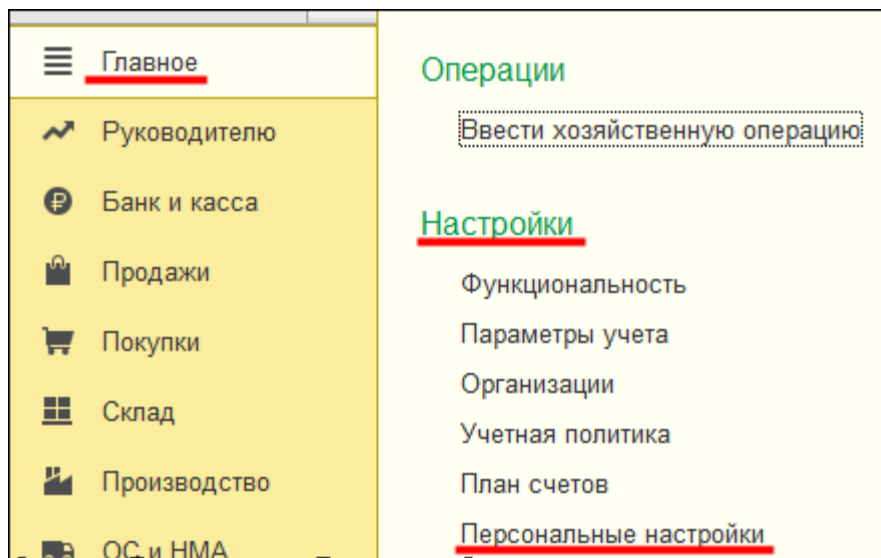 Главное
Руководителю
Банк и касса
Продажи
Покупки
Склад
Производство
ОС и НМА
Операции
Ввести хозяйственную операцию
Настройки
Функциональность
Параметры учета
Организации
Учетная политика
План счетов
Персональные настройки